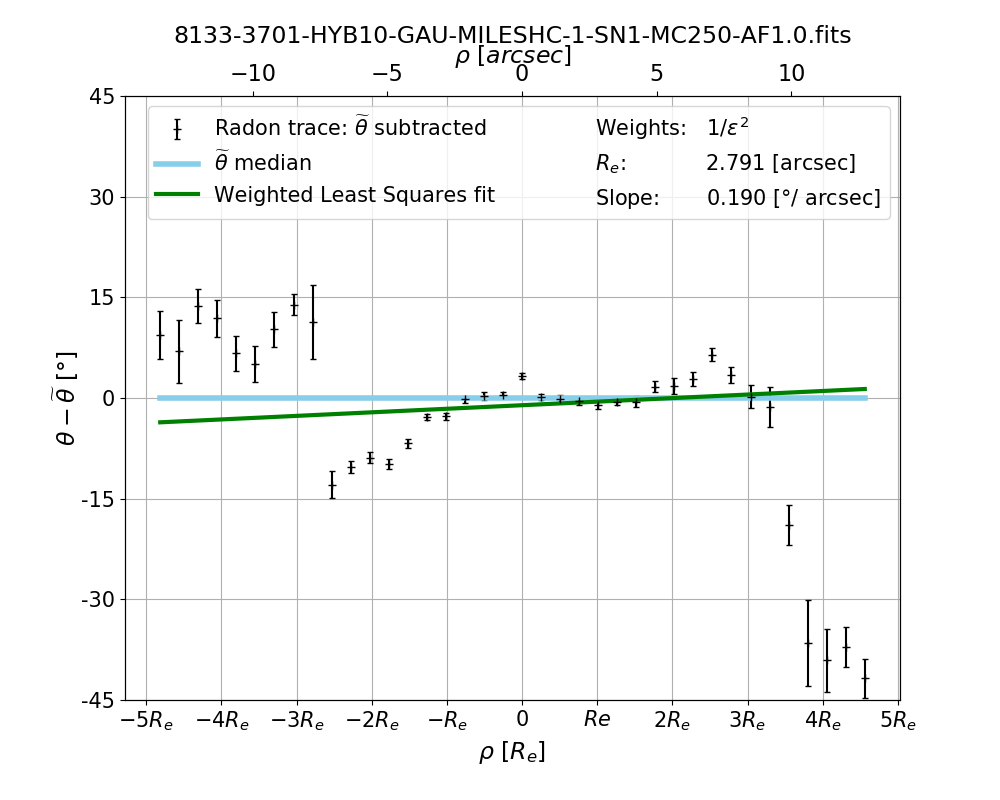 8133-3701-HYB10-GAU-MILESHC-1-SN1-MC250-AF1.0.fits
ρ [arcsec]
−10 −5 0 5 10
45
30
15
0
-15
-30
-45
θ − θ̃ [°]
Radon trace: θ̃ subtracted
θ̃ median
Weighted Least Squares fit
Weights: 1/ε²
Rₑ: 2.791 [arcsec]
Slope: 0.190 [°/ arcsec]
−5Rₑ −4Rₑ −3Rₑ −2Rₑ −Rₑ 0 Re 2Rₑ 3Rₑ 4Rₑ 5Rₑ
ρ [Rₑ]